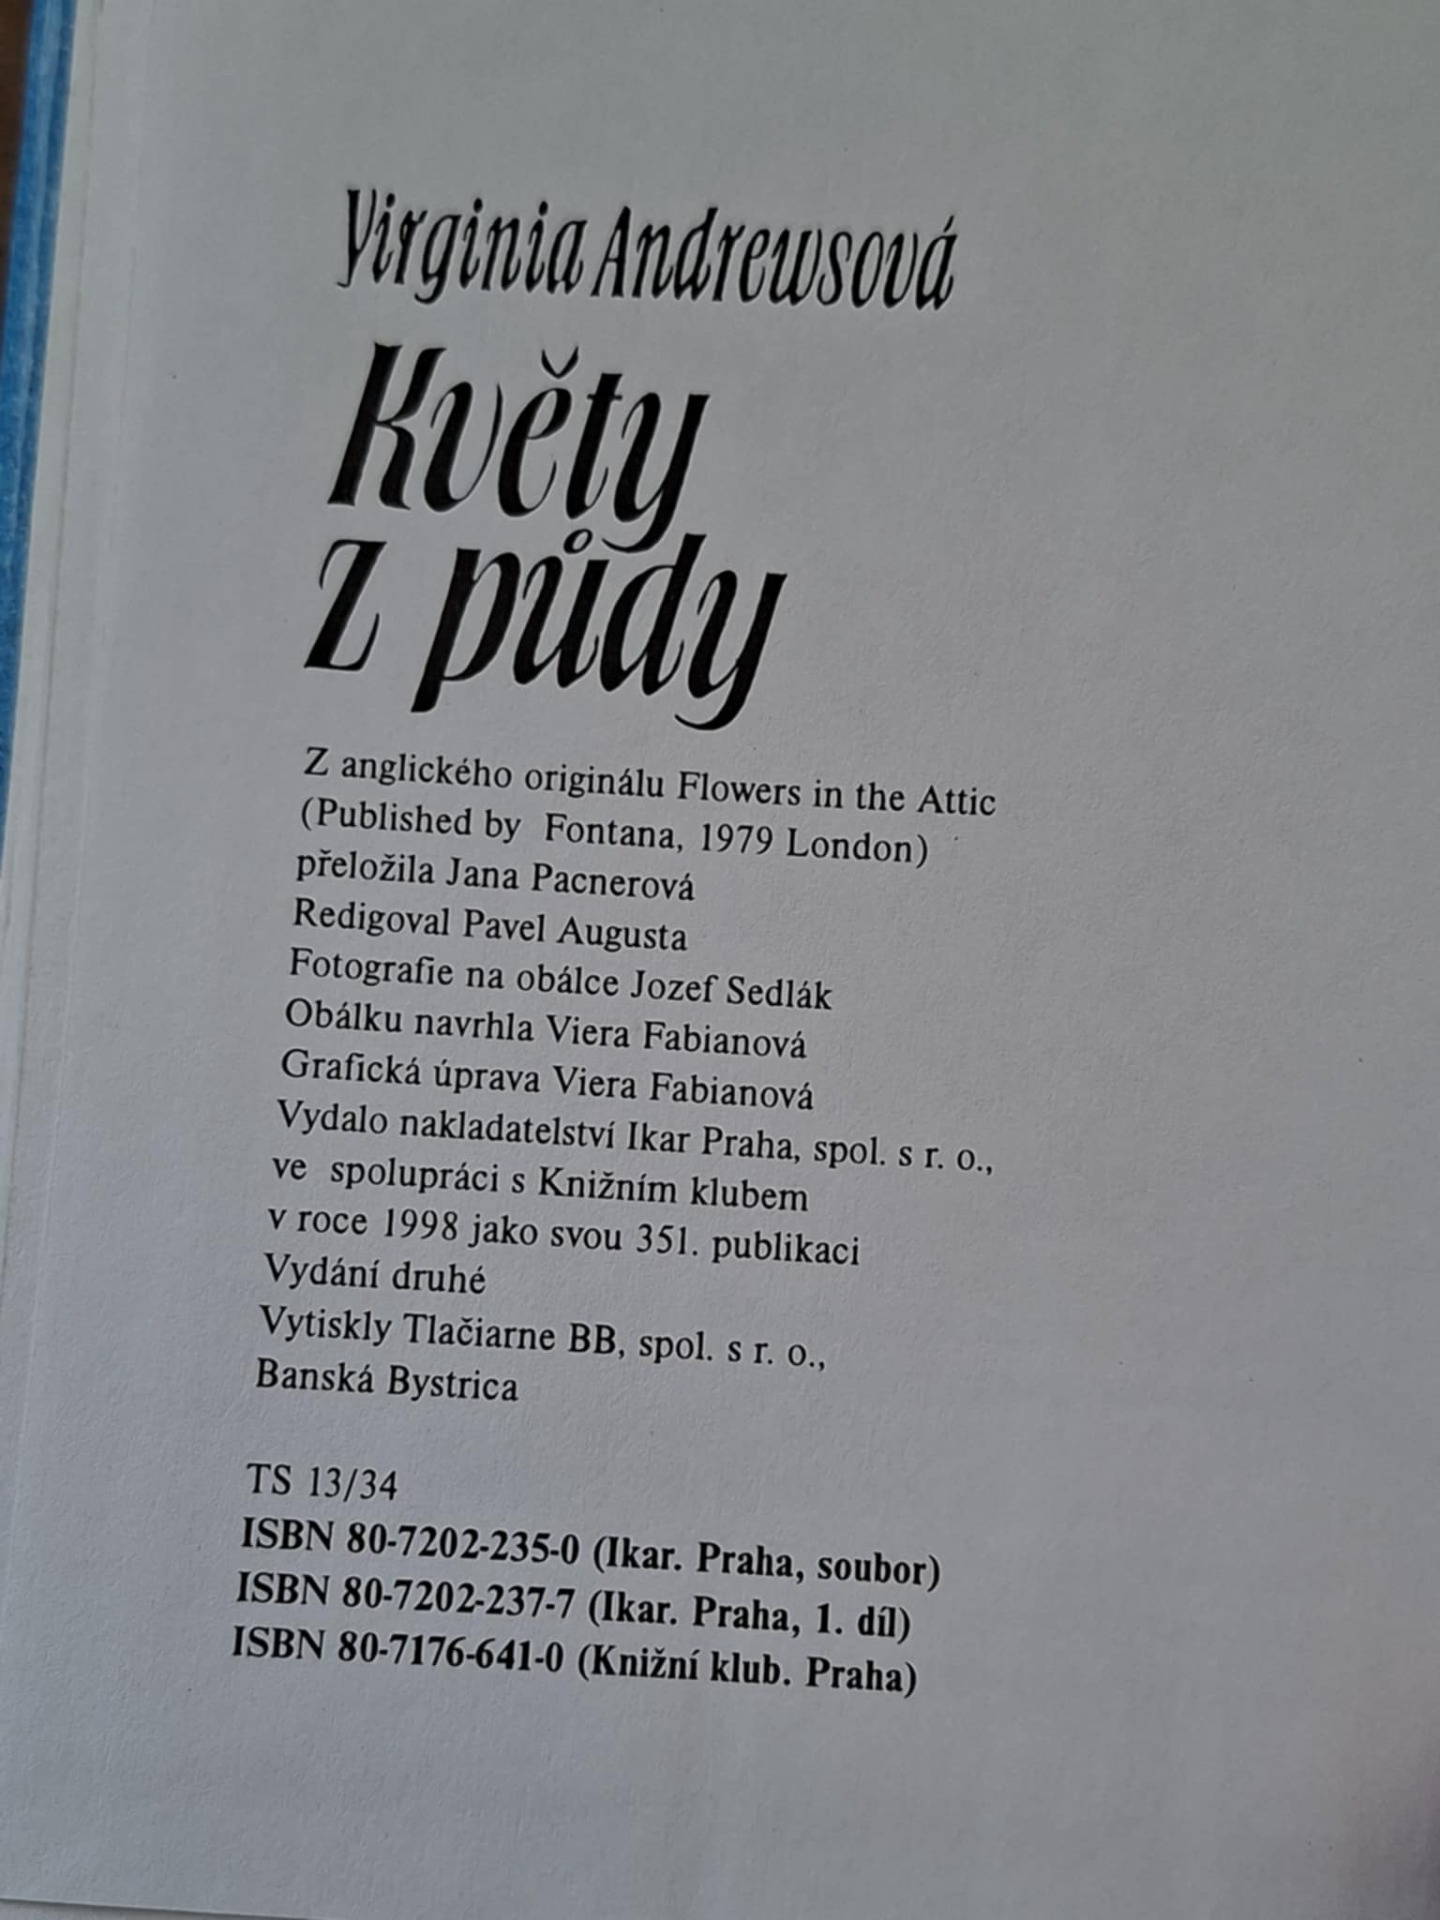 Virginia Andrewsová
Květy
z půdy
Z anglického originálu Flowers in the Attic
(Published by Fontana, 1979 London)
přeložila Jana Pacnerová
Redigoval Pavel Augusta
Fotografie na obálce Jozef Sedlák
Obálku navrhla Viera Fabianová
Grafická úprava Viera Fabianová
Vydalo nakladatelství Ikar Praha, spol. s r. o.,
ve spolupráci s Knižním klubem
v roce 1998 jako svou 351. publikaci
Vydání druhé
Vytiskly Tlačiarne BB, spol. s r. o.,
Banská Bystrica
TS 13/34
ISBN 80-7202-235-0 (Ikar. Praha, soubor)
ISBN 80-7202-237-7 (Ikar. Praha, 1. díl)
ISBN 80-7176-641-0 (Knižní klub. Praha)